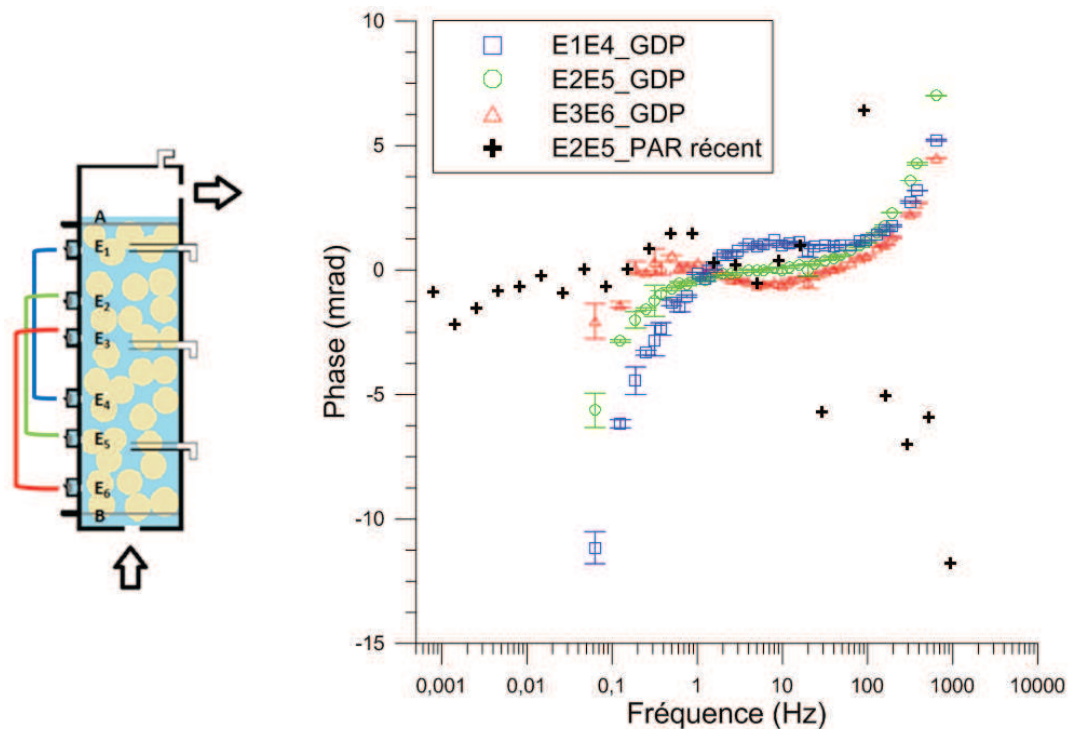 A
E1
E2
E3
E4
E5
E6
B
E1E4_GDP
E2E5_GDP
E3E6_GDP
E2E5_PAR récent
Phase (mrad)
10
5
0
-5
-10
-15
0,001
0,01
0,1
1
10
100
1000
10000
Fréquence (Hz)